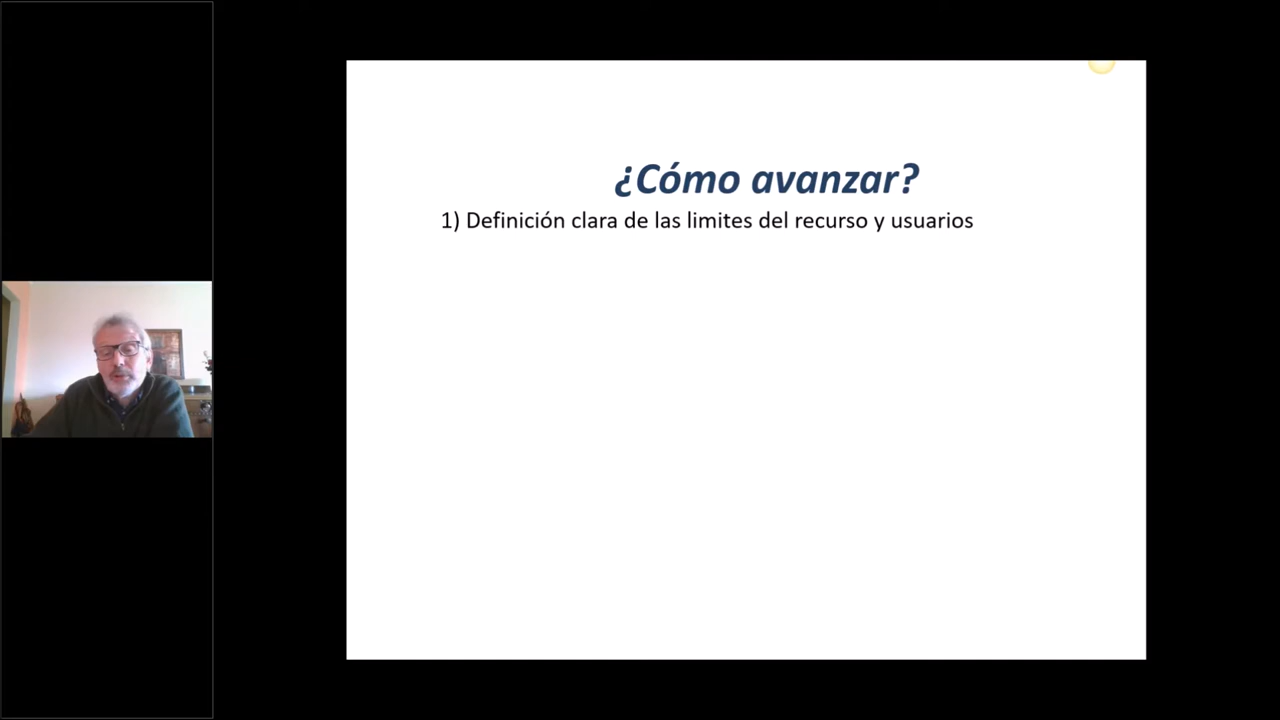 ¿Cómo avanzar?
1) Definición clara de las limites del recurso y usuarios